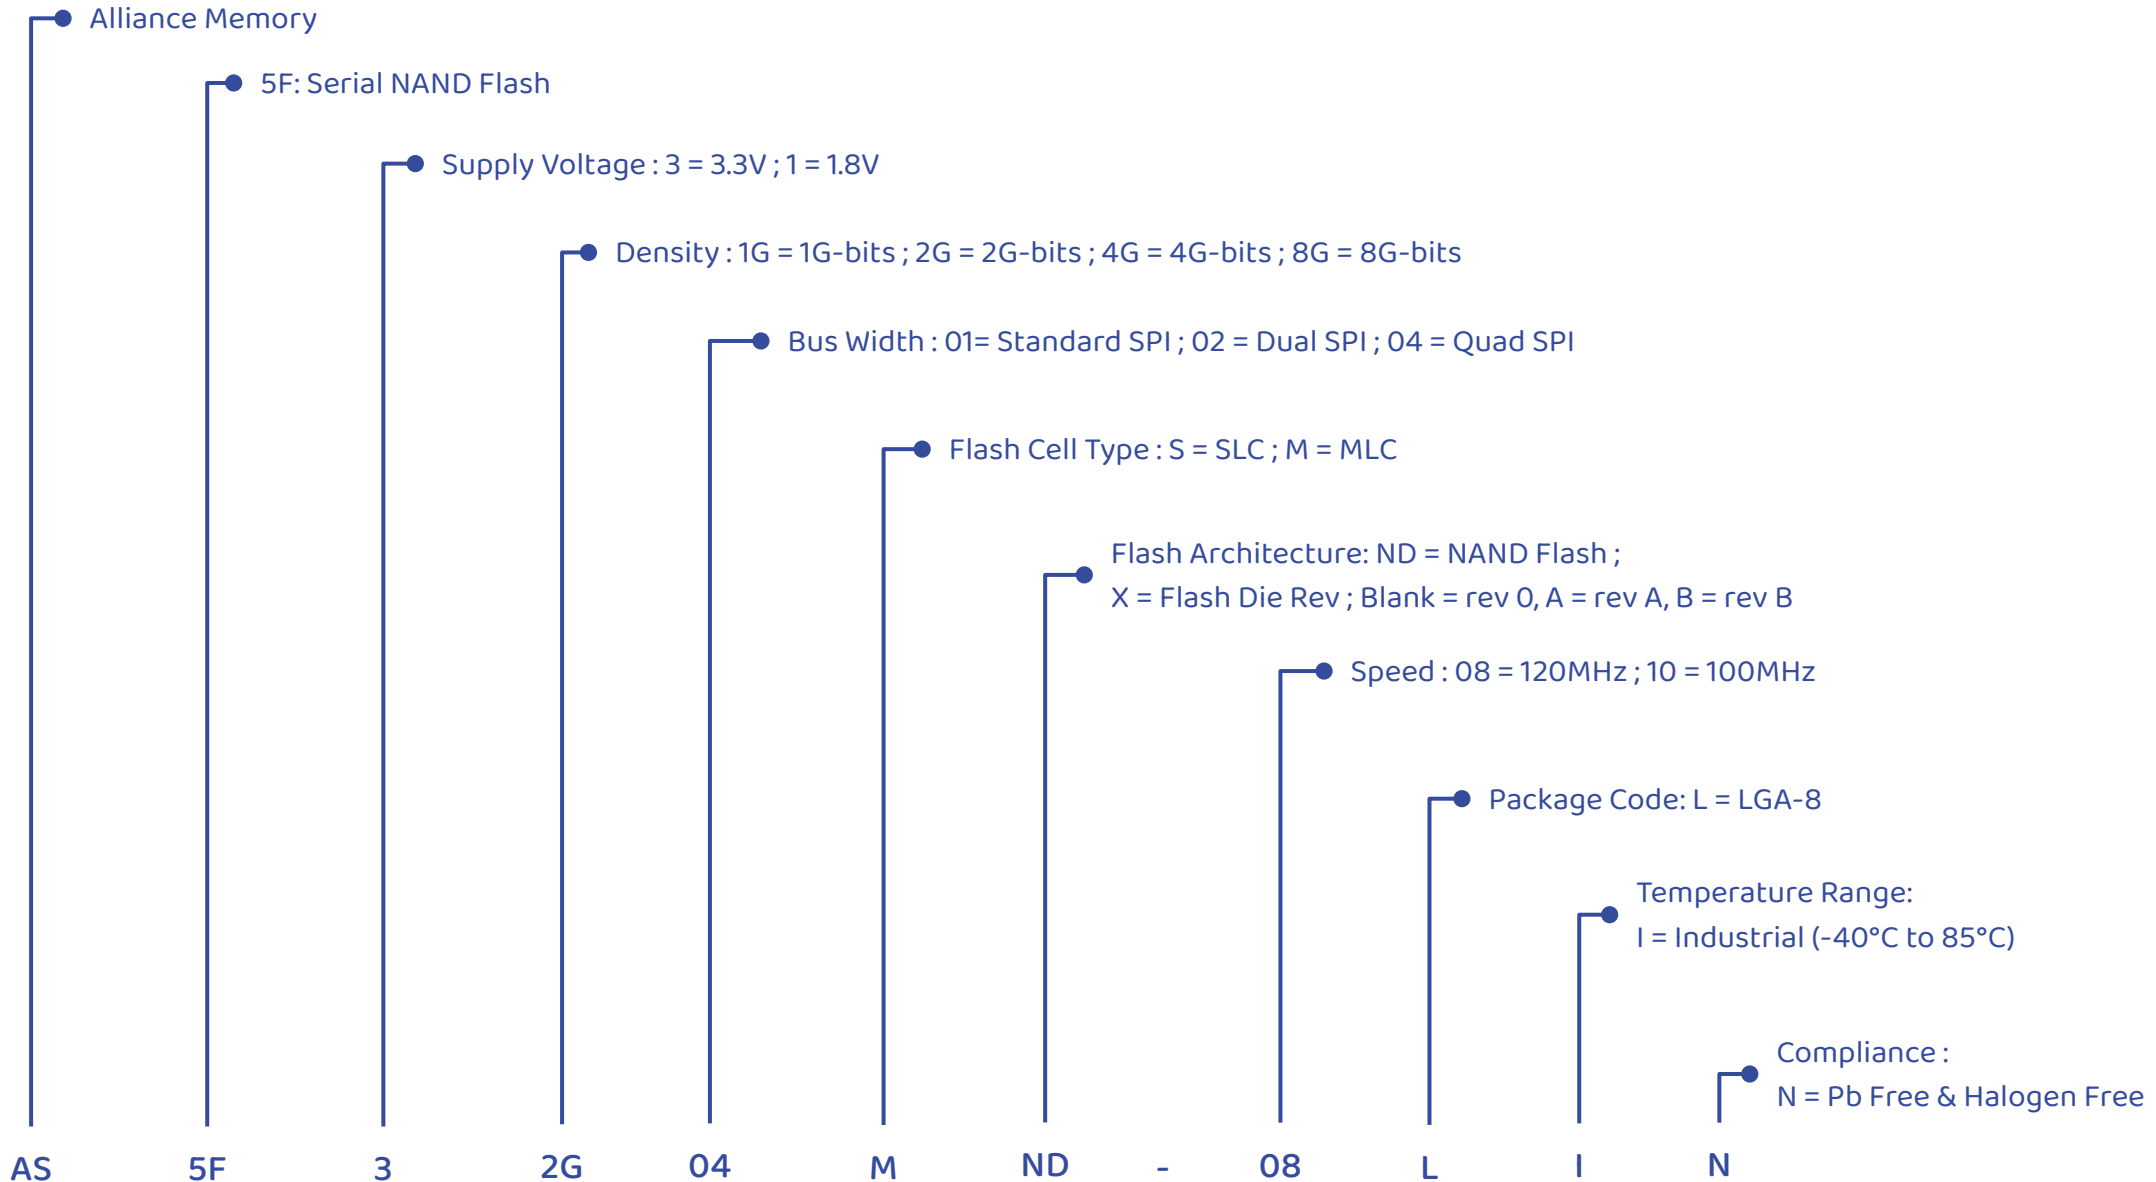 Alliance Memory
5F: Serial NAND Flash
Supply Voltage : 3 = 3.3V ; 1 = 1.8V
Density : 1G = 1G-bits ; 2G = 2G-bits ; 4G = 4G-bits ; 8G = 8G-bits
Bus Width : 01= Standard SPI ; 02 = Dual SPI ; 04 = Quad SPI
Flash Cell Type : S = SLC ; M = MLC
Flash Architecture: ND = NAND Flash ;
X = Flash Die Rev ; Blank = rev 0, A = rev A, B = rev B
Speed : 08 = 120MHz ; 10 = 100MHz
Package Code: L = LGA-8
Temperature Range:
I = Industrial (-40°C to 85°C)
Compliance :
N = Pb Free & Halogen Free
AS 5F 3 2G 04 M ND - 08 L I N